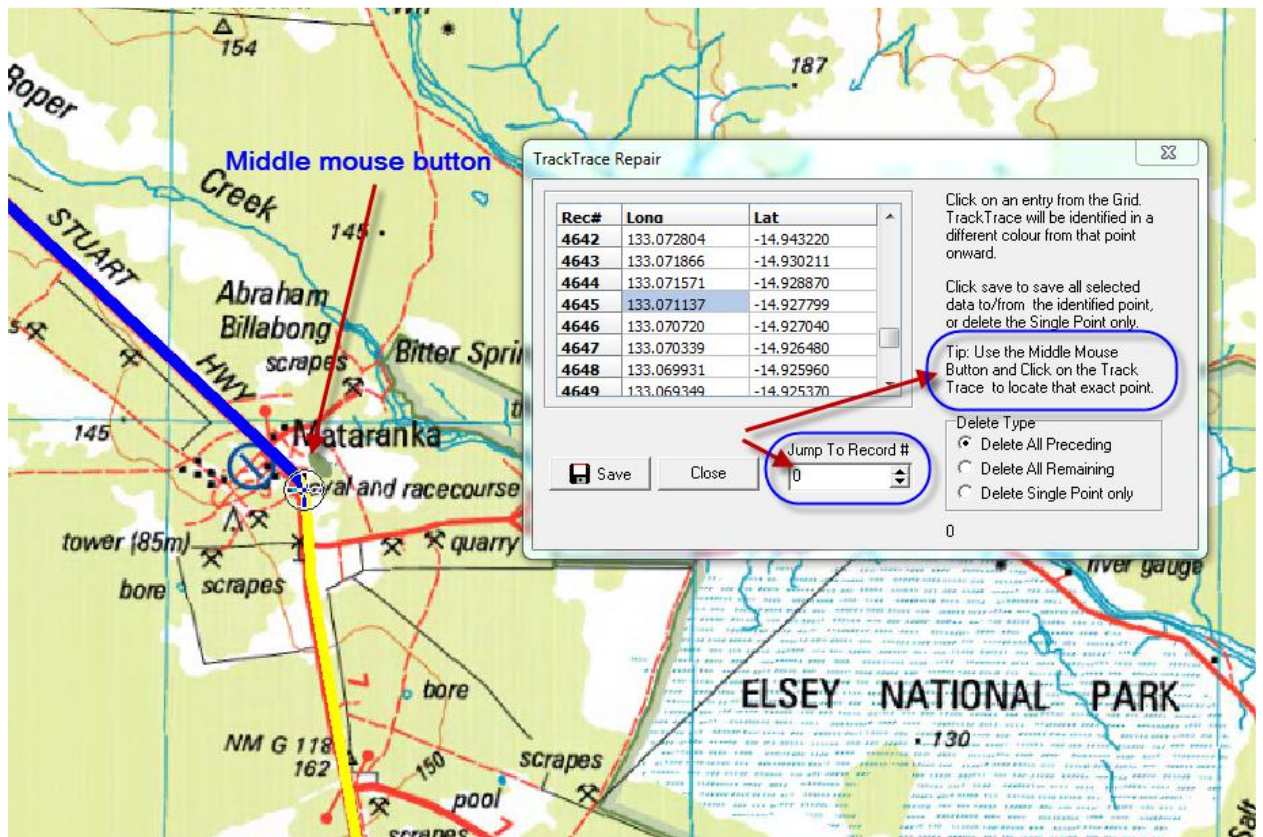 154
187
Roper
Creek
Middle mouse button
145
STUART
HWY
Abraham
Billabong
scrapes
Bitter Sprin
145
Mataranka
val and racecourse
tower (85m)
quarry
bore
scrapes
bore
NM G 118
162
150
scrapes
pool
scrapes
river gauge
ELSEY NATIONAL PARK
130
TrackTrace Repair
Rec# Long Lat
4642 133.072804 -14.943220
4643 133.071866 -14.930211
4644 133.071571 -14.928870
4645 133.071137 -14.927799
4646 133.070720 -14.927040
4647 133.070339 -14.926480
4648 133.069931 -14.925960
4649 133.069349 -14.925370
Click on an entry from the Grid.
TrackTrace will be identified in a
different colour from that point
onward.
Click save to save all selected
data to/from the identified point,
or delete the Single Point only.
Tip: Use the Middle Mouse
Button and Click on the Track
Trace to locate that exact point.
Save
Close
Jump To Record #
0
Delete Type
Delete All Preceding
Delete All Remaining
Delete Single Point only
0